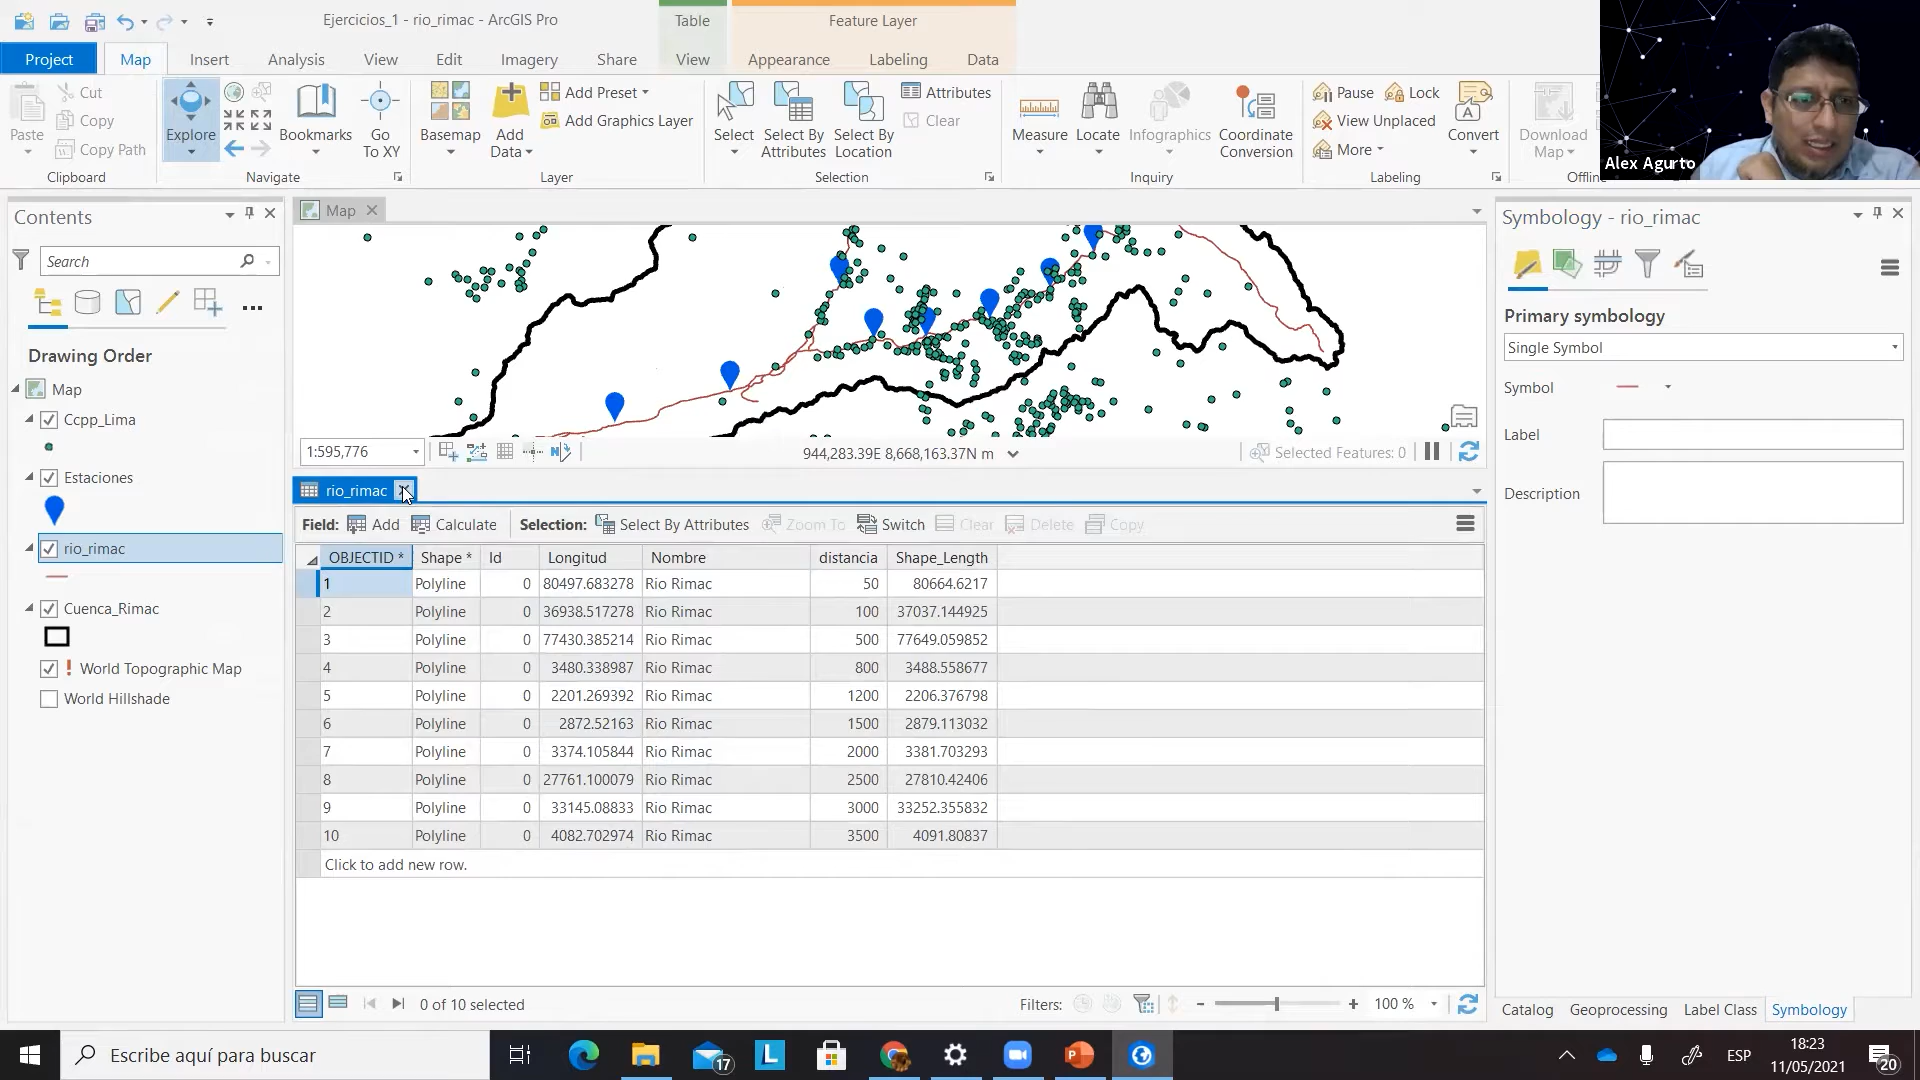 Ejercicios_1 - rio_rimac - ArcGIS Pro
Table
Feature Layer
Project
Map
Insert
Analysis
View
Edit
Imagery
Share
View
Appearance
Labeling
Data
Paste
Cut
Copy
Copy Path
Clipboard
Explore
Bookmarks
Go To XY
Navigate
Basemap
Add Data
Add Preset
Add Graphics Layer
Layer
Select
Select By Attributes
Select By Location
Attributes
Clear
Selection
Measure
Locate
Infographics
Coordinate Conversion
Inquiry
Pause
Lock
View Unplaced
More
Convert
Labeling
Download Map
Offline
Alex Agurto
Contents
Search
Drawing Order
Map
Ccpp_Lima
Estaciones
rio_rimac
Cuenca_Rimac
World Topographic Map
World Hillshade
Map
1:595,776
944,283.39E 8,668,163.37N m
Selected Features: 0
rio_rimac
Field: Add Calculate Selection: Select By Attributes Zoom To Switch Clear Delete Copy
OBJECTID * Shape * Id Longitud Nombre distancia Shape_Length
1 Polyline 0 80497.683278 Rio Rimac 50 80664.6217
2 Polyline 0 36938.517278 Rio Rimac 100 37037.144925
3 Polyline 0 77430.385214 Rio Rimac 500 77649.059852
4 Polyline 0 3480.338987 Rio Rimac 800 3488.558677
5 Polyline 0 2201.269392 Rio Rimac 1200 2206.376798
6 Polyline 0 2872.52163 Rio Rimac 1500 2879.113032
7 Polyline 0 3374.105844 Rio Rimac 2000 3381.703293
8 Polyline 0 27761.100079 Rio Rimac 2500 27810.42406
9 Polyline 0 33145.08833 Rio Rimac 3000 33252.355832
10 Polyline 0 4082.702974 Rio Rimac 3500 4091.80837
Click to add new row.
0 of 10 selected
Filters:
100 %
Symbology - rio_rimac
Primary symbology
Single Symbol
Symbol
Label
Description
Catalog
Geoprocessing
Label Class
Symbology
Escribe aquí para buscar
17
L
ESP
18:23
11/05/2021
20